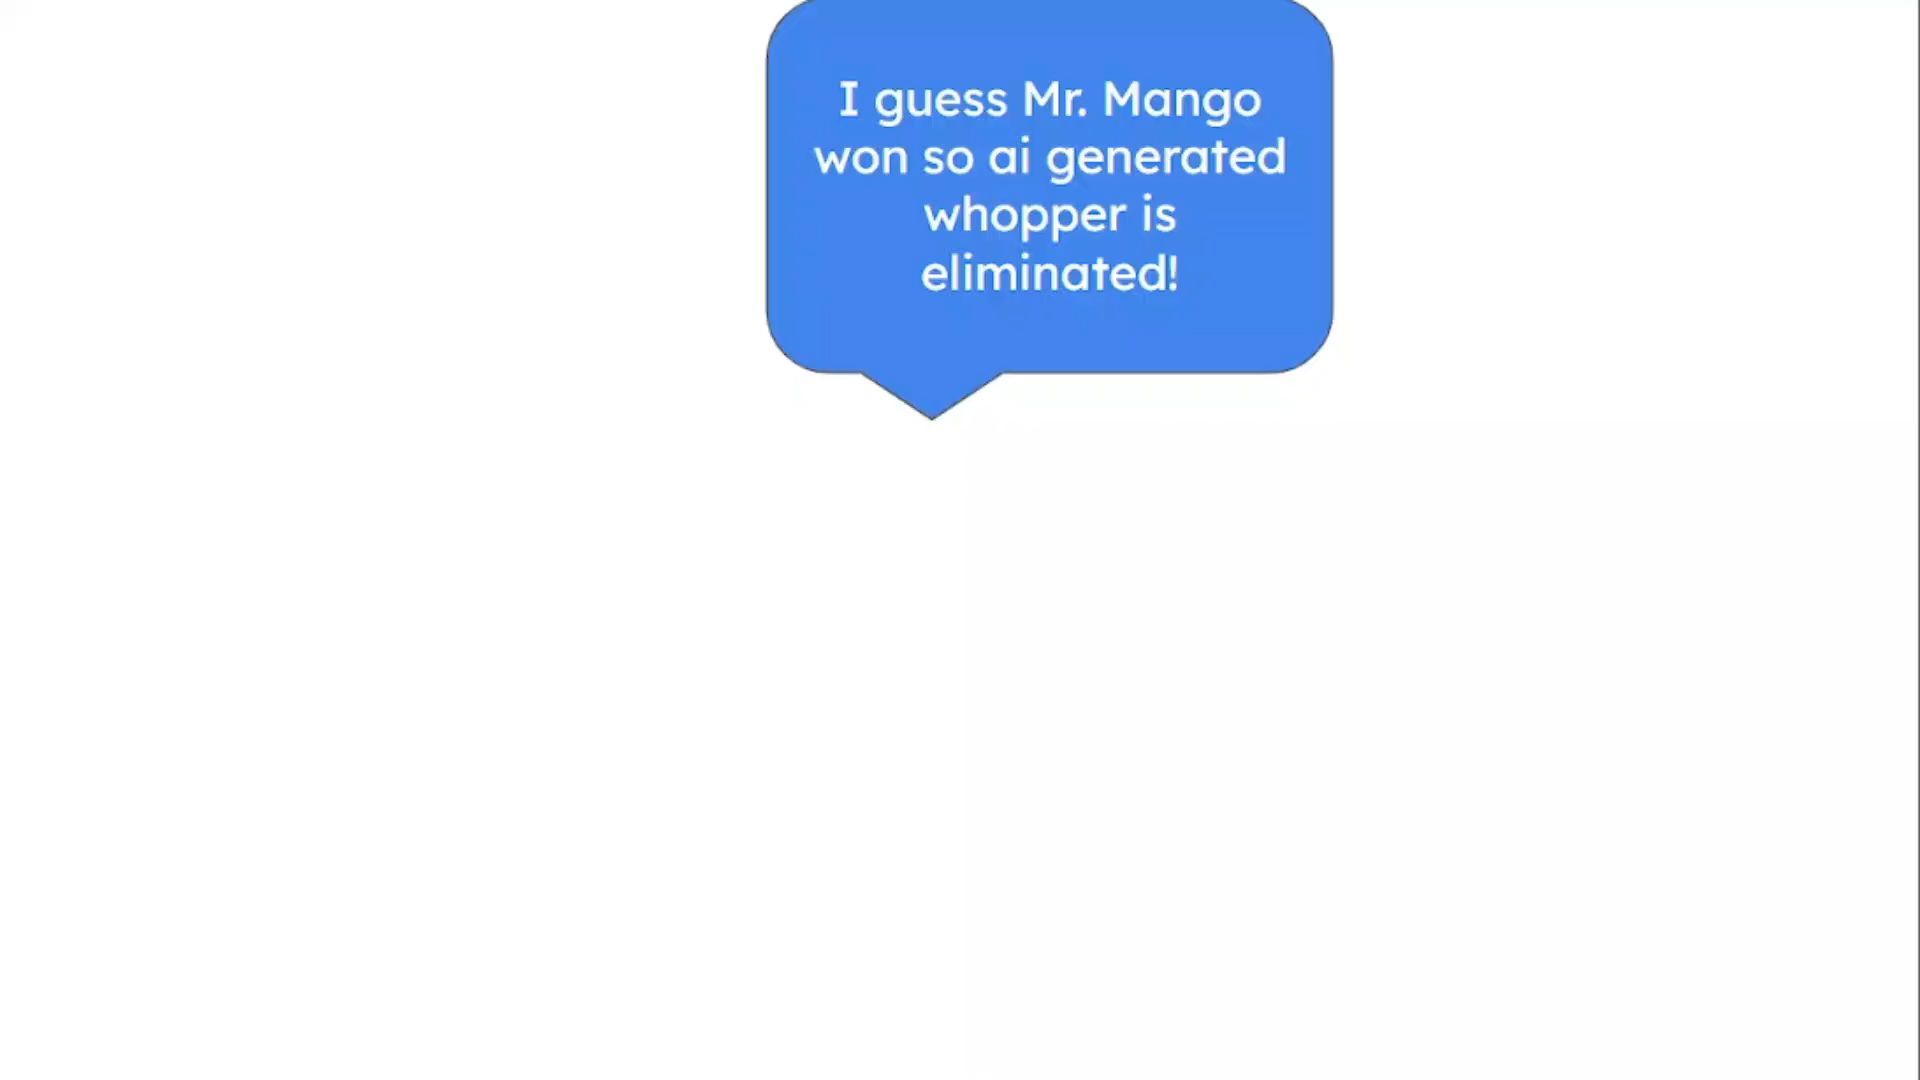 I guess Mr. Mango
won so ai generated
whopper is
eliminated!